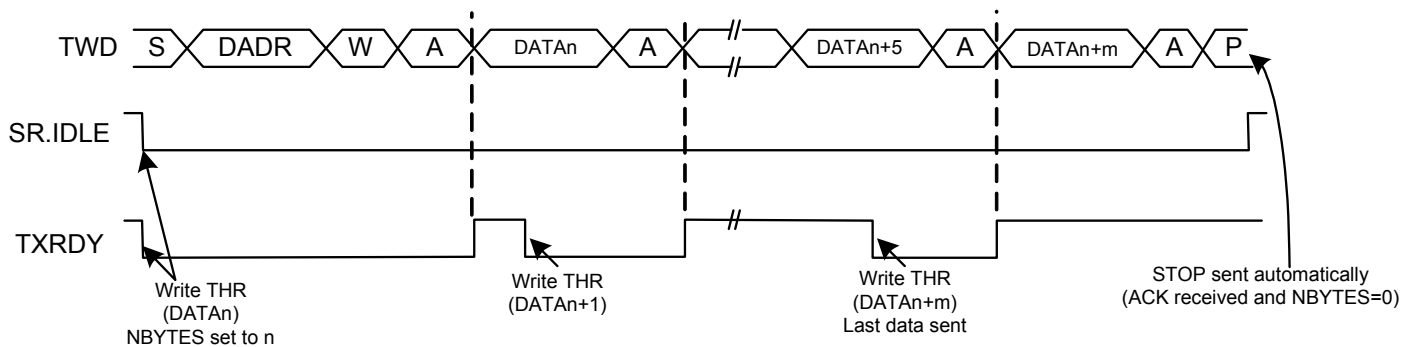 TWD S DADR W A DATAn A DATAn+5 A DATAn+m A P
SR.IDLE
TXRDY
Write THR
(DATAn)
NBYTES set to n
Write THR
(DATAn+1)
Write THR
(DATAn+m)
Last data sent
STOP sent automatically
(ACK received and NBYTES=0)